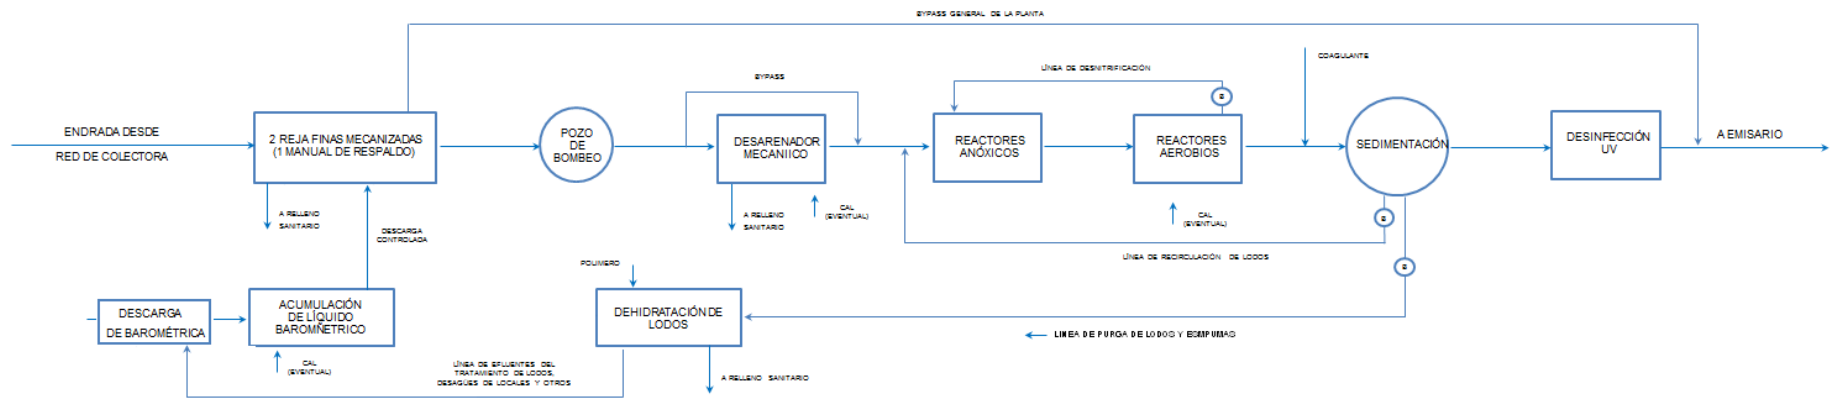 BYPASS GENERAL DE LA PLANTA
COAGULANTE
LÍNEA DE DESNITRIFICACIÓN
BYPASS
B
ENDRADA DESDE
RED DE COLECTORA
2 REJA FINAS MECANIZADAS
(1 MANUAL DE RESPALDO)
POZO
DE
BOMBEO
DESARENADOR
MECANIICO
REACTORES
ANÓXICOS
REACTORES
AEROBIOS
SEDIMENTACIÓN
DESINFECCIÓN
UV
A EMISARIO
A RELLENO
SANITARIO
DESCARGA
CONTROLADA
A RELLENO
SANITARIO
CAL
(EVENTUAL)
CAL
(EVENTUAL)
B
LÍNEA DE RECIRCULACIÓN DE LODOS
B
POLIMERO
DESCARGA
DE BAROMÉTRICA
ACUMULACIÓN
DE LÍQUIDO
BAROMÑETRICO
DEHIDRATACIÓN DE
LODOS
LINEA DE PURGA DE LODOS Y ESMPUMAS
CAL
(EVENTUAL)
LÍNEA DE EFLUENTES DEL
TRATAMIENTO DE LODOS,
DESAGÜES DE LOCALES Y OTROS
A RELLENO SANITARIO